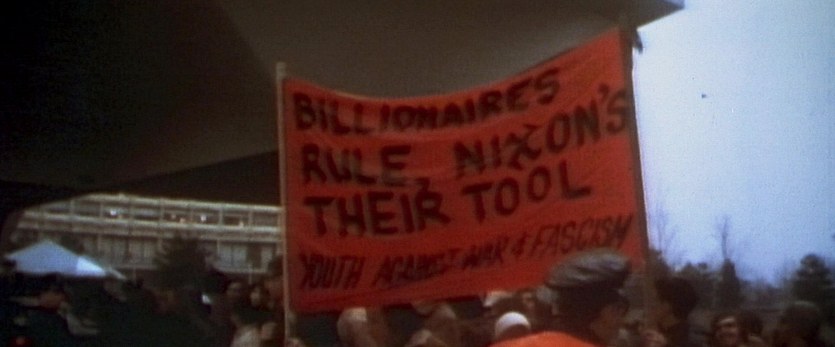 BILLIONAIRES
RULE, NIXON'S
THEIR TOOL
YOUTH AGAINST WAR & FASCISM